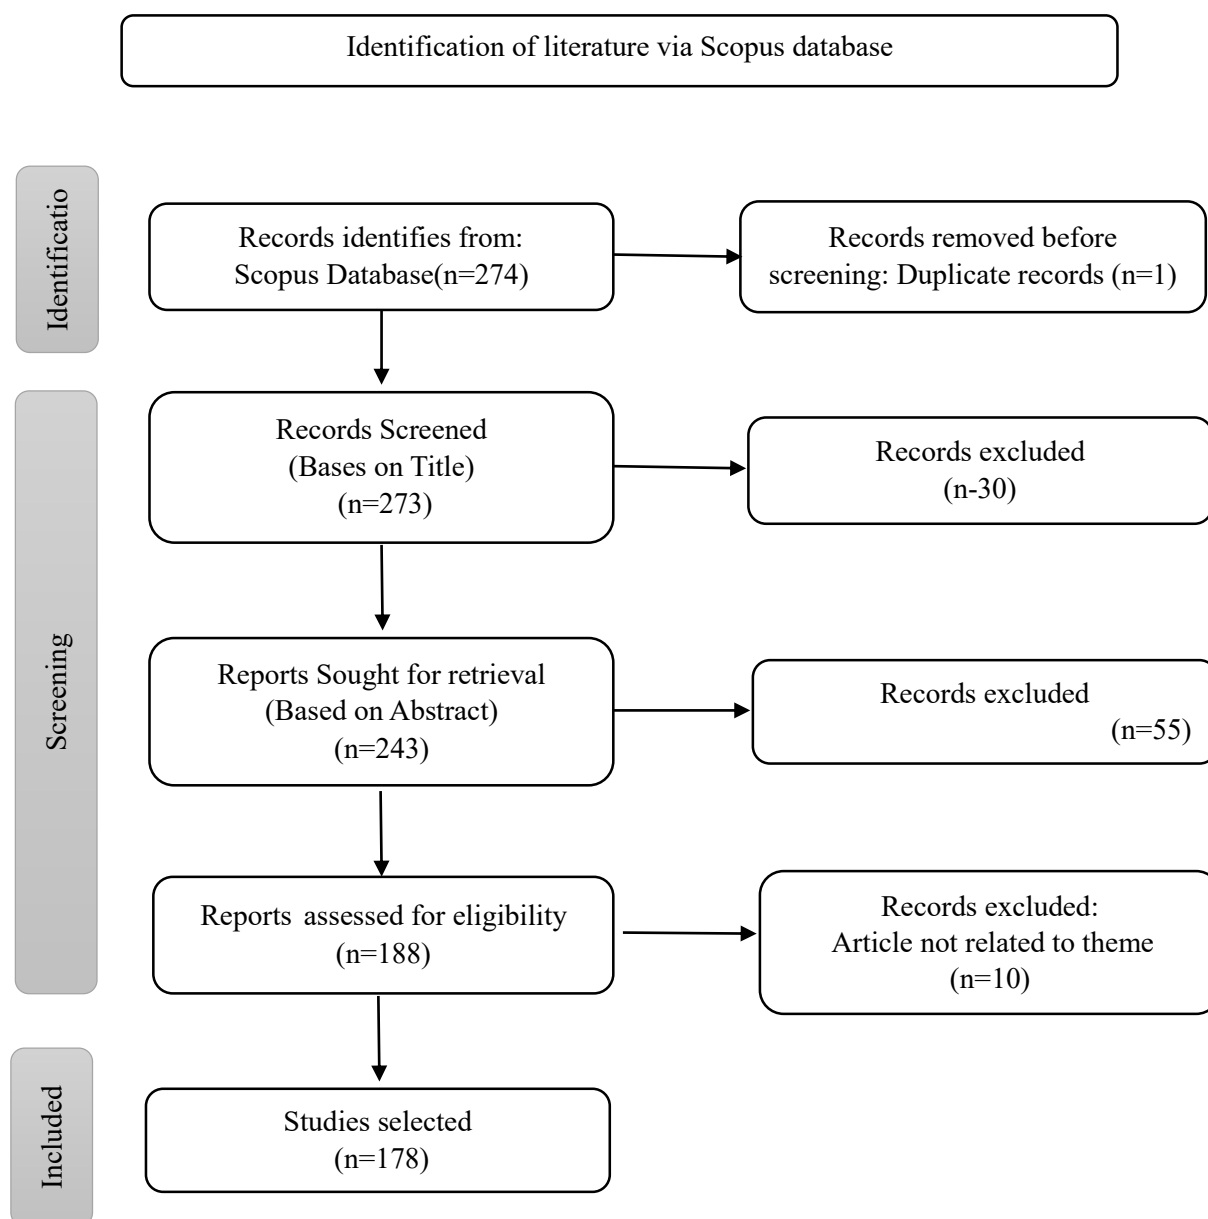 Identification of literature via Scopus database
Identificatio
Records identifies from:
Scopus Database(n=274)
Records removed before
screening: Duplicate records (n=1)
Screening
Records Screened
(Bases on Title)
(n=273)
Records excluded
(n-30)
Reports Sought for retrieval
(Based on Abstract)
(n=243)
Records excluded
(n=55)
Reports assessed for eligibility
(n=188)
Records excluded:
Article not related to theme
(n=10)
Included
Studies selected
(n=178)